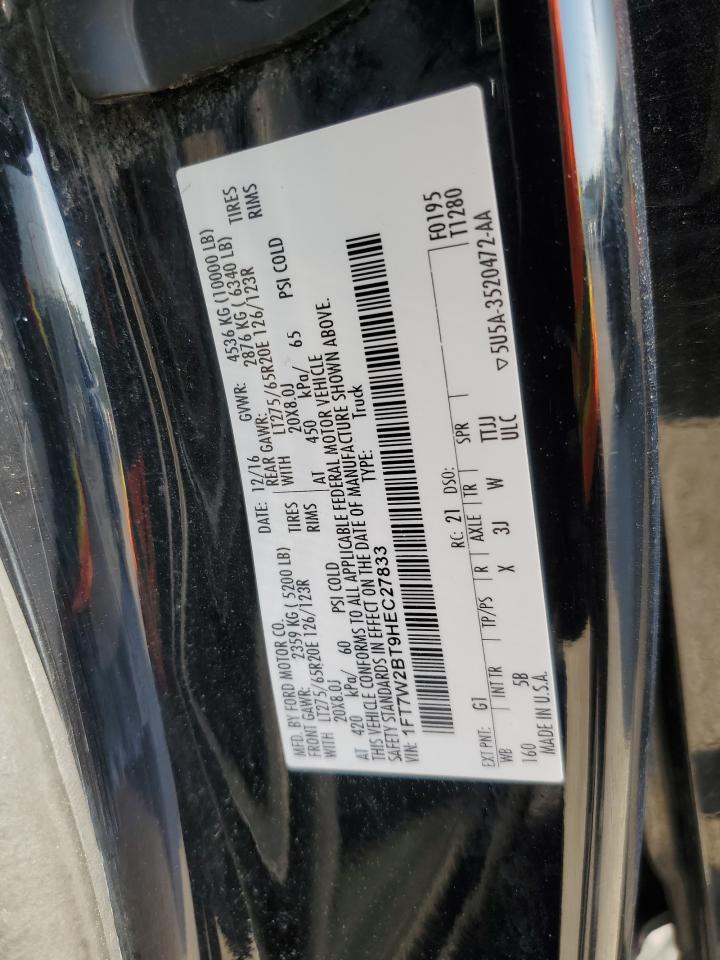 MFD. BY FORD MOTOR CO.
DATE: 12/16 GVWR: 4536 KG (10000 LB)
FRONT GAWR: 2359 KG (5200 LB) REAR GAWR: 2876 KG (6340 LB)
WITH LT275/65R20E 126/123R TIRES WITH LT275/65R20E 126/123R TIRES
20X8.0J RIMS 20X8.0J RIMS
AT 420 kPa/ 60 PSI COLD AT 450 kPa/ 65 PSI COLD
THIS VEHICLE CONFORMS TO ALL APPLICABLE FEDERAL MOTOR VEHICLE
SAFETY STANDARDS IN EFFECT ON THE DATE OF MANUFACTURE SHOWN ABOVE.
VIN: 1FT7W2BT9HEC27833 TYPE: Truck
F0195
T1280
EXT PNT: G1 RC: 21 DSO:
WB INT TR TP/PS R AXLE TR SPR
160 5B X 3J W TTJJ
ULC
MADE IN U.S.A. ▽ 5U5A-3520472-AA